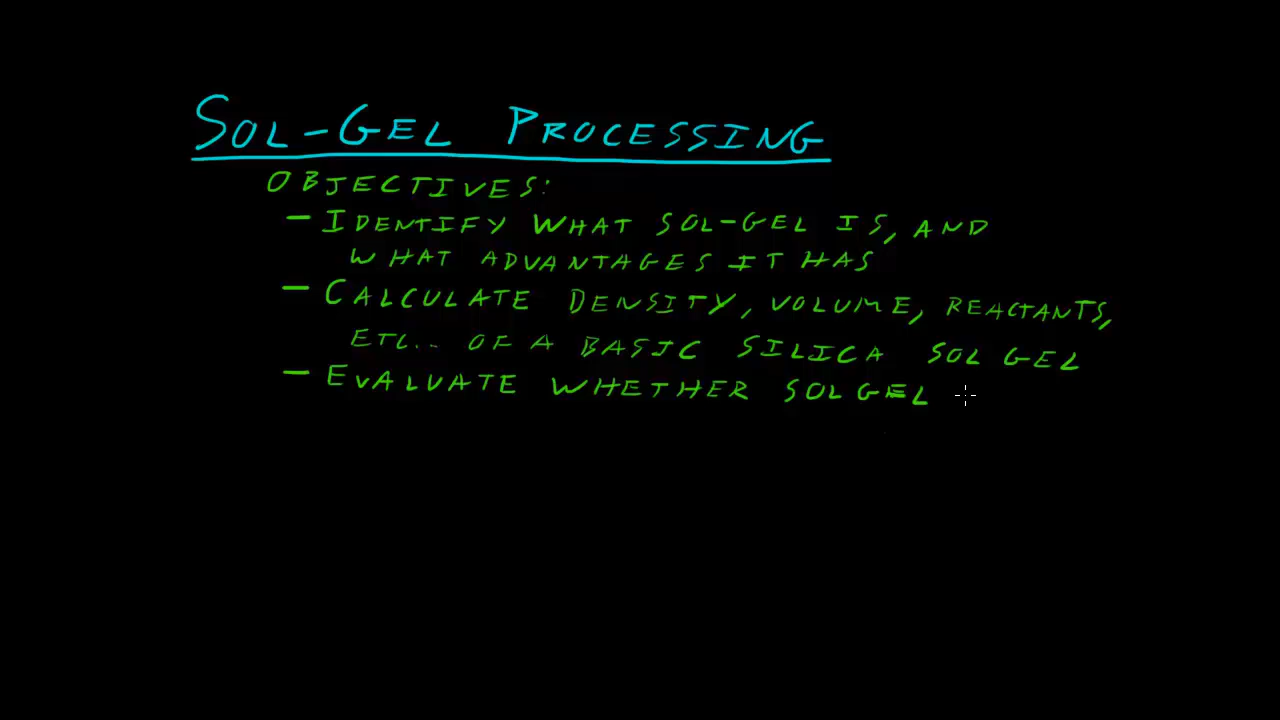 SOL-GEL PROCESSING
OBJECTIVES:
- IDENTIFY WHAT SOL-GEL IS, AND
WHAT ADVANTAGES IT HAS
- CALCULATE DENSITY, VOLUME, REACTANTS,
ETC.. OF A BASIC SILICA SOL GEL
- EVALUATE WHETHER SOLGEL